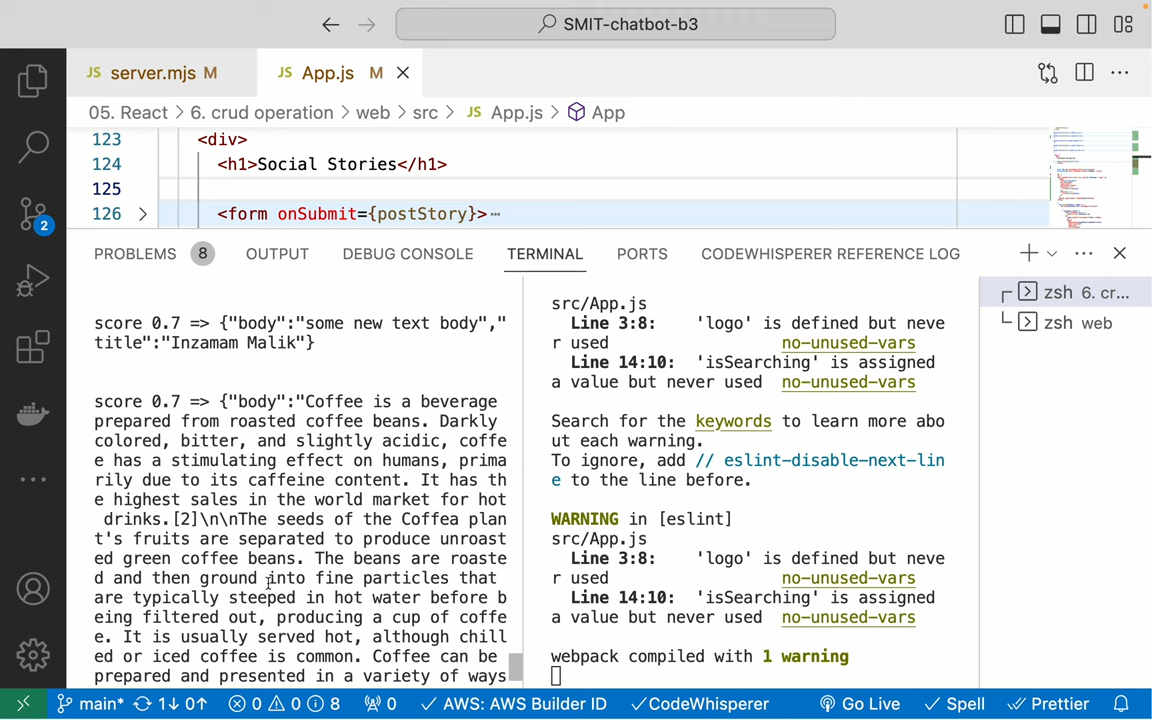 SMIT-chatbot-b3
JS server.mjs M
JS App.js M
05. React > 6. crud operation > web > src > JS App.js > App
123 <div>
124 <h1>Social Stories</h1>
125
126 <form onSubmit={postStory}>…
PROBLEMS 8 OUTPUT DEBUG CONSOLE TERMINAL PORTS CODEWHISPERER REFERENCE LOG
score 0.7 => {"body":"some new text body","
title":"Inzamam Malik"}
score 0.7 => {"body":"Coffee is a beverage
prepared from roasted coffee beans. Darkly
colored, bitter, and slightly acidic, coffe
e has a stimulating effect on humans, prima
rily due to its caffeine content. It has th
e highest sales in the world market for hot
drinks.[2]\n\nThe seeds of the Coffea plan
t's fruits are separated to produce unroast
ed green coffee beans. The beans are roaste
d and then ground into fine particles that
are typically steeped in hot water before b
eing filtered out, producing a cup of coffe
e. It is usually served hot, although chill
ed or iced coffee is common. Coffee can be
prepared and presented in a variety of ways
src/App.js
Line 3:8: 'logo' is defined but neve
r used no-unused-vars
Line 14:10: 'isSearching' is assigned
a value but never used no-unused-vars
Search for the keywords to learn more abo
ut each warning.
To ignore, add // eslint-disable-next-lin
e to the line before.
WARNING in [eslint]
src/App.js
Line 3:8: 'logo' is defined but neve
r used no-unused-vars
Line 14:10: 'isSearching' is assigned
a value but never used no-unused-vars
webpack compiled with 1 warning
zsh 6. cr...
zsh web
2
main* 1↓ 0↑ 0 0 8 0 AWS: AWS Builder ID CodeWhisperer Go Live Spell Prettier